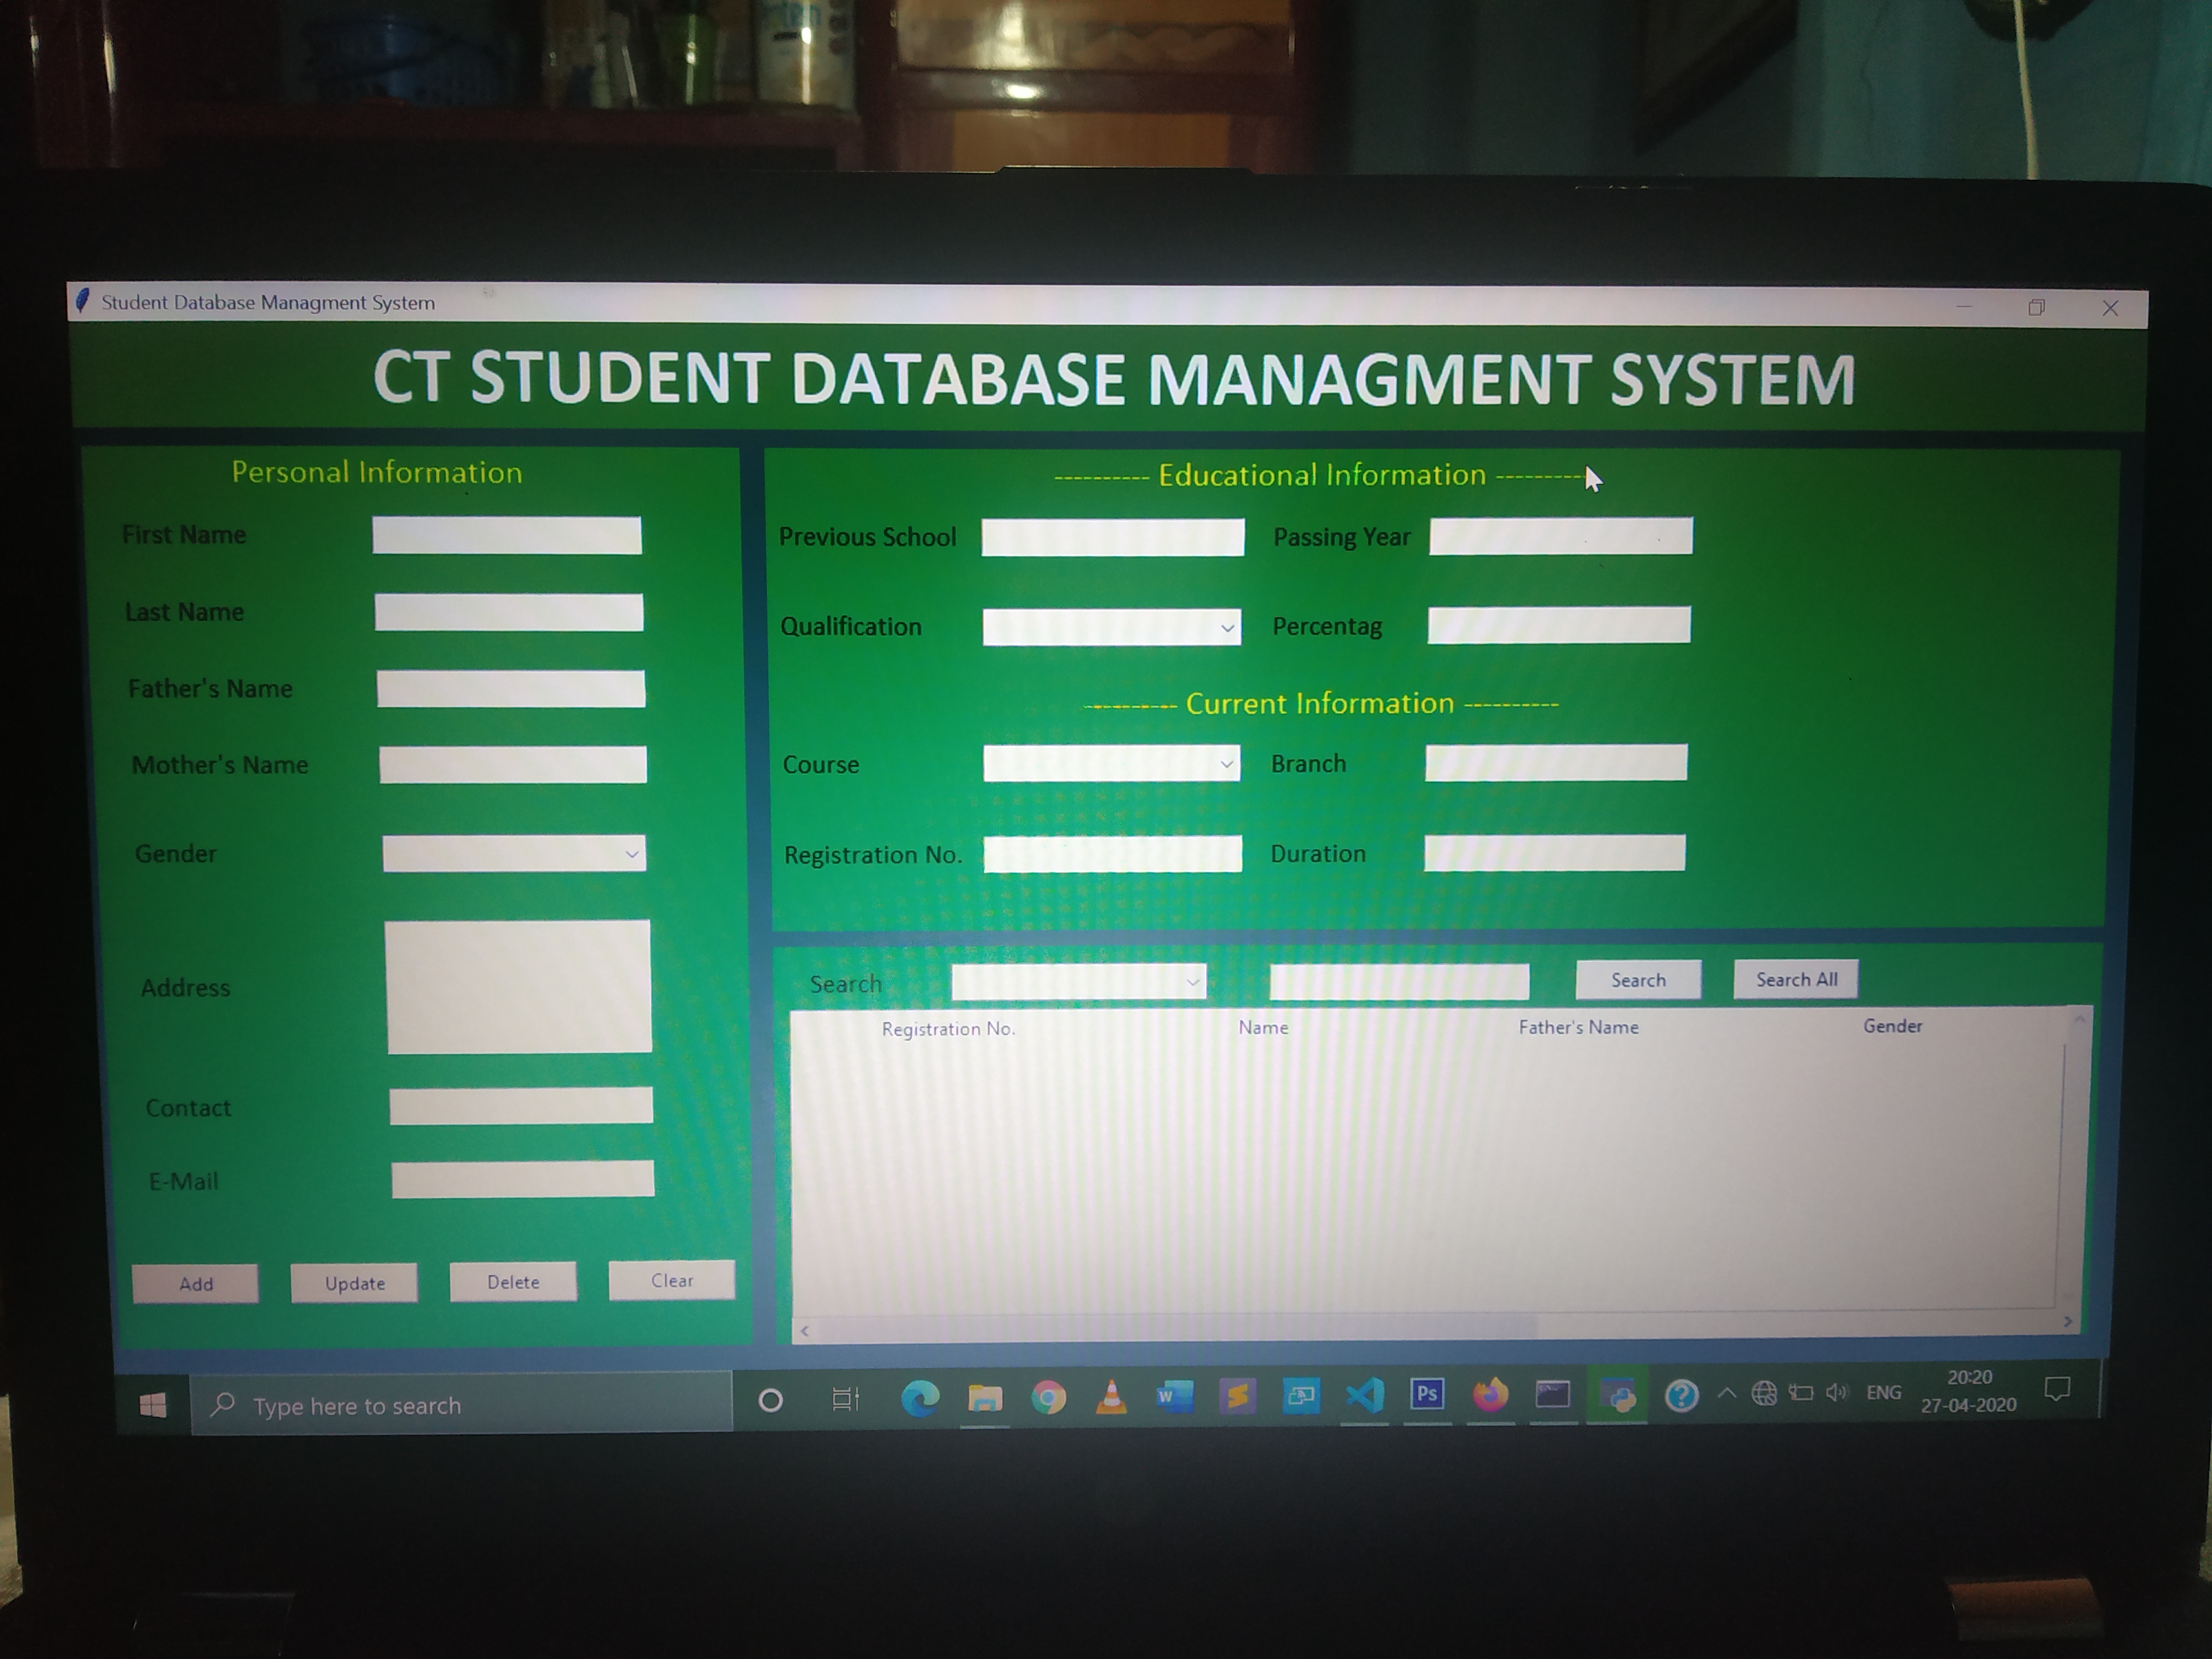 Student Database Managment System
CT STUDENT DATABASE MANAGMENT SYSTEM
Personal Information
First Name
Last Name
Father's Name
Mother's Name
Gender
Address
Contact
E-Mail
Add Update Delete Clear
---------- Educational Information ----------
Previous School Passing Year
Qualification Percentag
---------- Current Information ----------
Course Branch
Registration No. Duration
Search Search Search All
Registration No. Name Father's Name Gender
Type here to search
W
Ps
?
ENG
20:20
27-04-2020